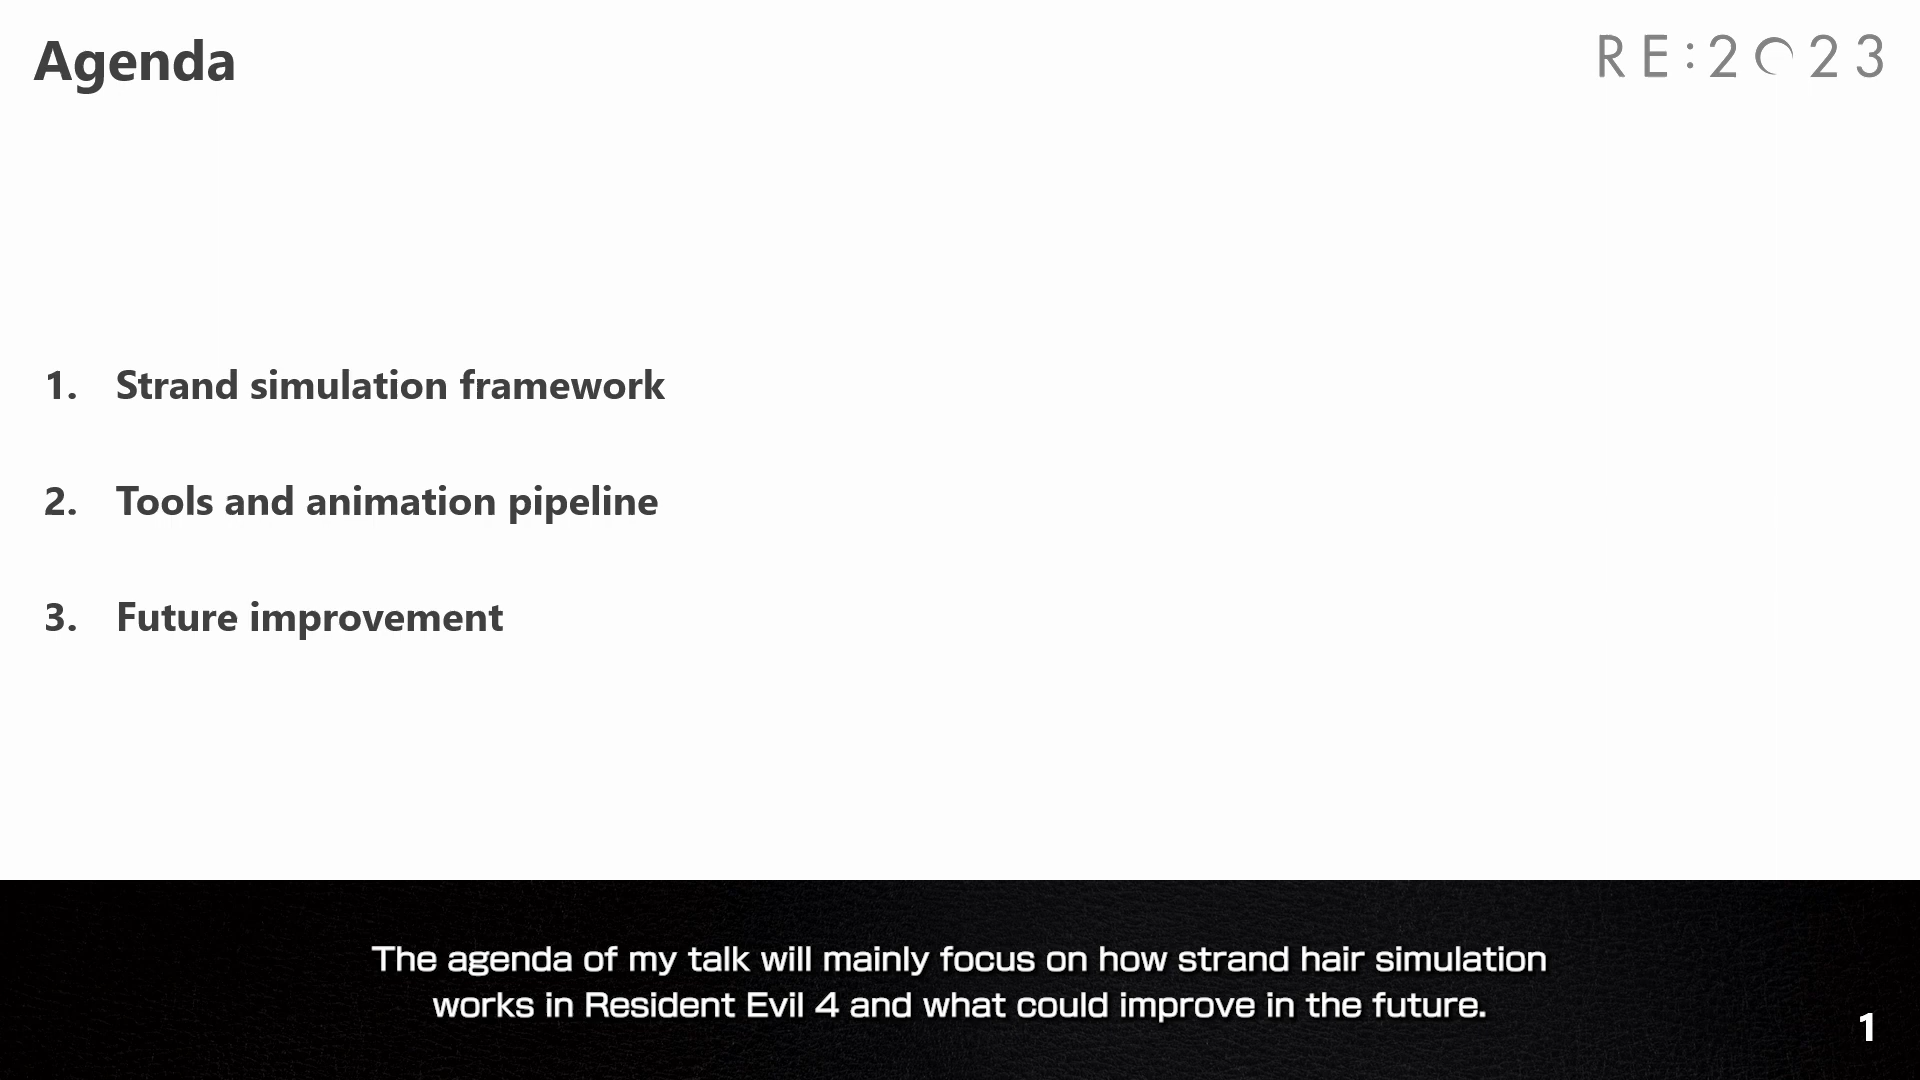 Agenda
RE:2023
1. Strand simulation framework
2. Tools and animation pipeline
3. Future improvement
The agenda of my talk will mainly focus on how strand hair simulation
works in Resident Evil 4 and what could improve in the future.
1